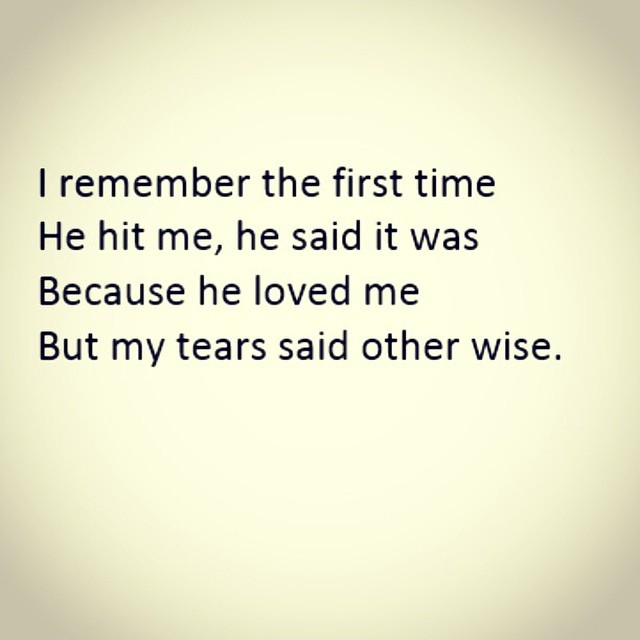 I remember the first time
He hit me, he said it was
Because he loved me
But my tears said other wise.